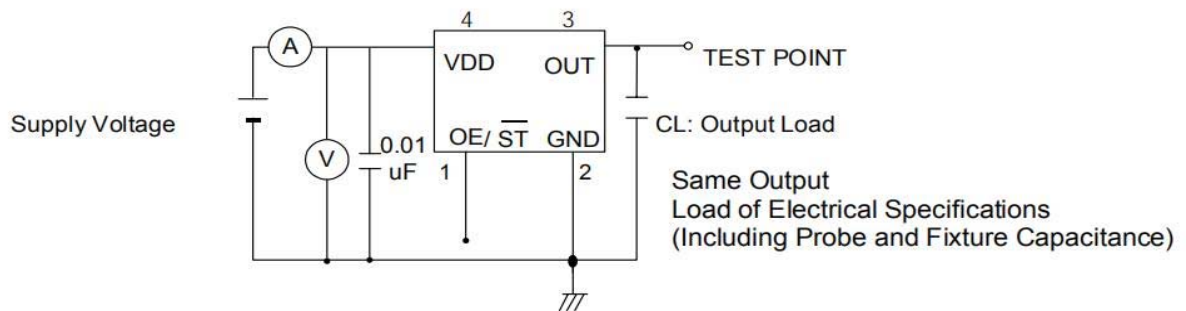 4 3
A
VDD OUT
TEST POINT
Supply Voltage
CL: Output Load
V
0.01
uF
OE/ S̅T̅ GND
1 2
Same Output
Load of Electrical Specifications
(Including Probe and Fixture Capacitance)